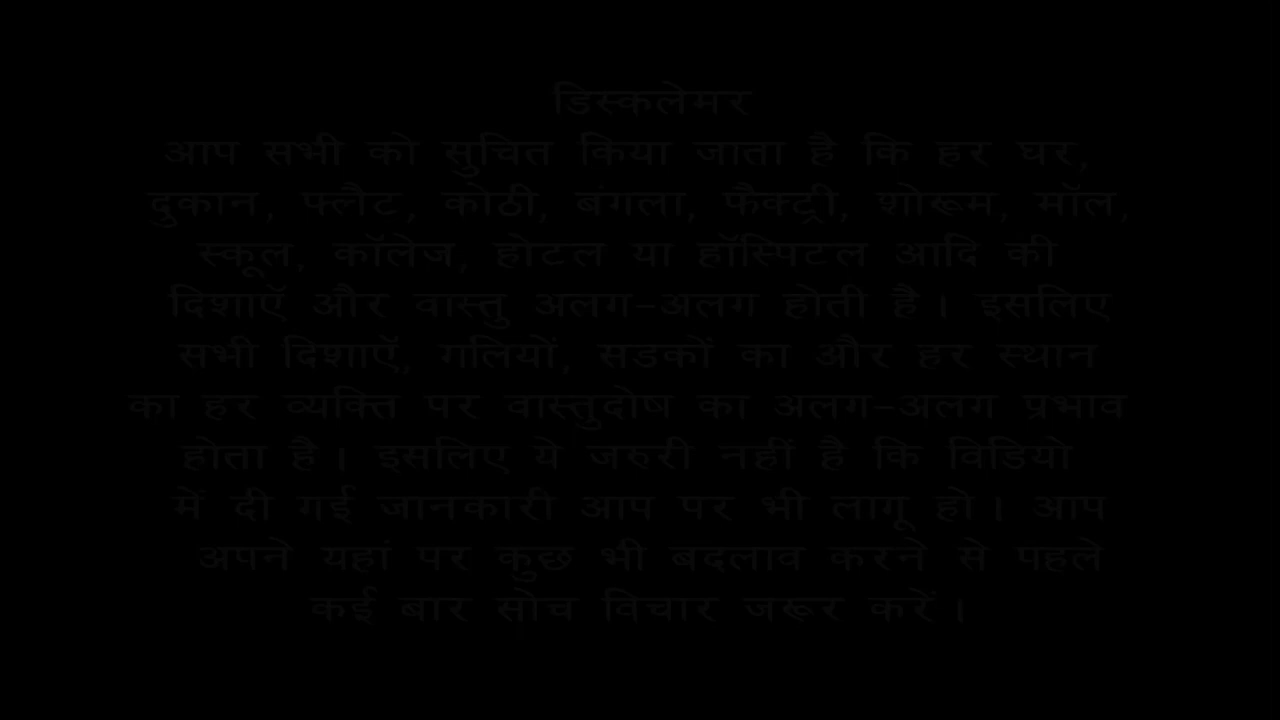 डिस्कलेमर
आप सभी को सुचित किया जाता है कि हर घर,
दुकान, फ्लैट, कोठी, बंगला, फैक्ट्री, शोरूम, मॉल,
स्कूल, कॉलेज, होटल या हॉस्पिटल आदि की
दिशाऍ और वास्तु अलग-अलग होती है। इसलिए
सभी दिशाऍ, गलियों, सडकों का और हर स्थान
का हर व्यक्ति पर वास्तुदोष का अलग-अलग प्रभाव
होता है। इसलिए ये जरुरी नहीं है कि विडियो
में दी गई जानकारी आप पर भी लागू हो। आप
अपने यहां पर कुछ भी बदलाव करने से पहले
कई बार सोच विचार जरूर करें।